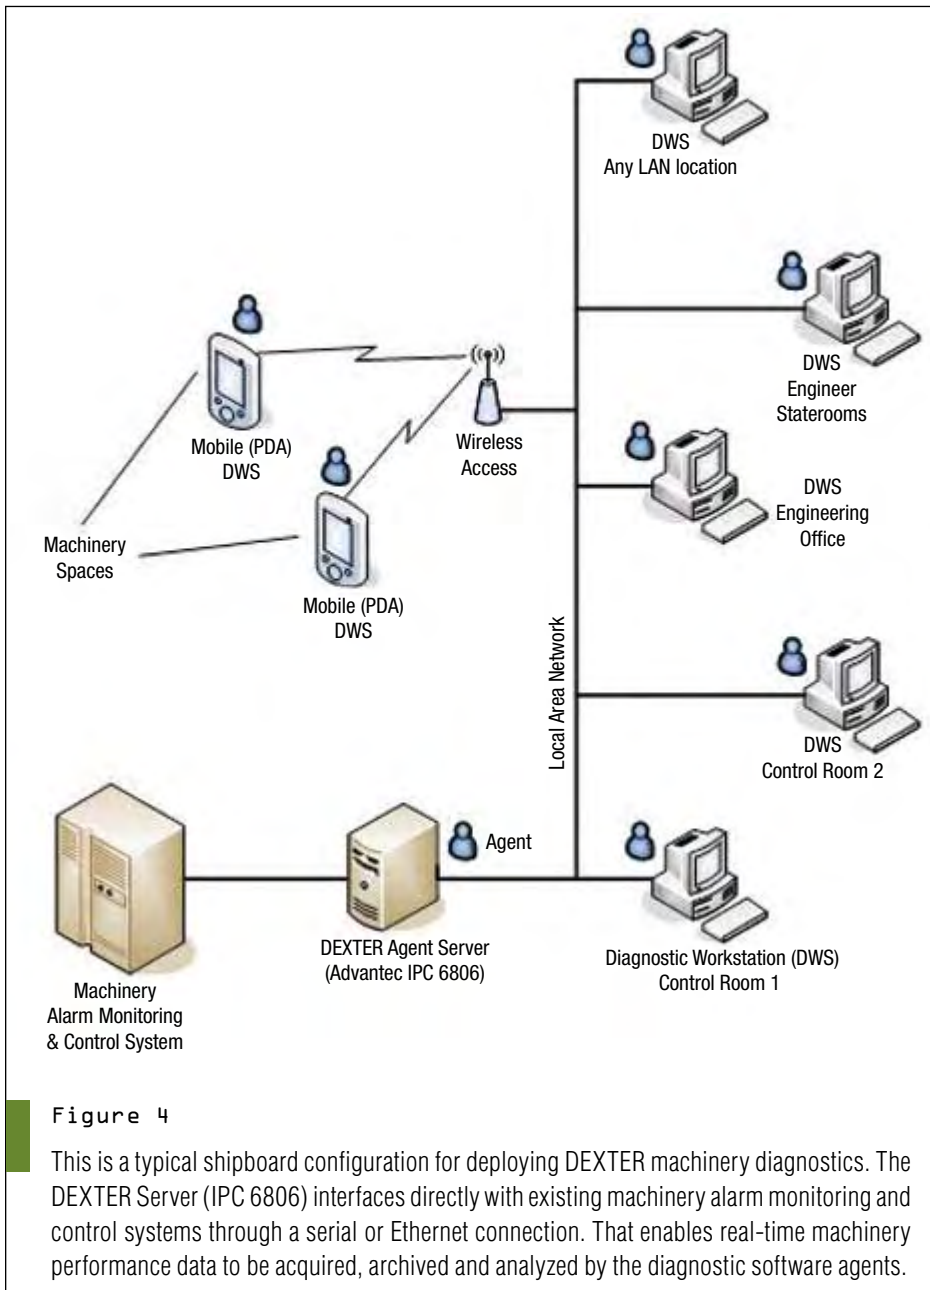 DWS
Any LAN location
DWS
Engineer
Staterooms
Mobile (PDA)
DWS
Wireless
Access
DWS
Engineering
Office
Machinery
Spaces
Mobile (PDA)
DWS
Local Area Network
DWS
Control Room 2
Agent
DEXTER Agent Server
(Advantec IPC 6806)
Diagnostic Workstation (DWS)
Control Room 1
Machinery
Alarm Monitoring
& Control System
Figure 4
This is a typical shipboard configuration for deploying DEXTER machinery diagnostics. The
DEXTER Server (IPC 6806) interfaces directly with existing machinery alarm monitoring and
control systems through a serial or Ethernet connection. That enables real-time machinery
performance data to be acquired, archived and analyzed by the diagnostic software agents.